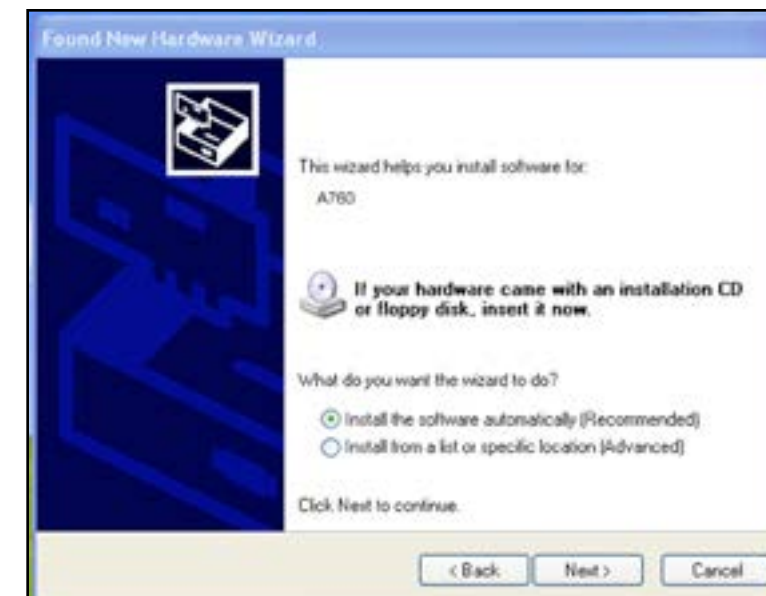 Found New Hardware Wizard
This wizard helps you install software for:
A760
If your hardware came with an installation CD
or floppy disk, insert it now.
What do you want the wizard to do?
Install the software automatically (Recommended)
Install from a list or specific location (Advanced)
Click Next to continue.
< Back
Next >
Cancel